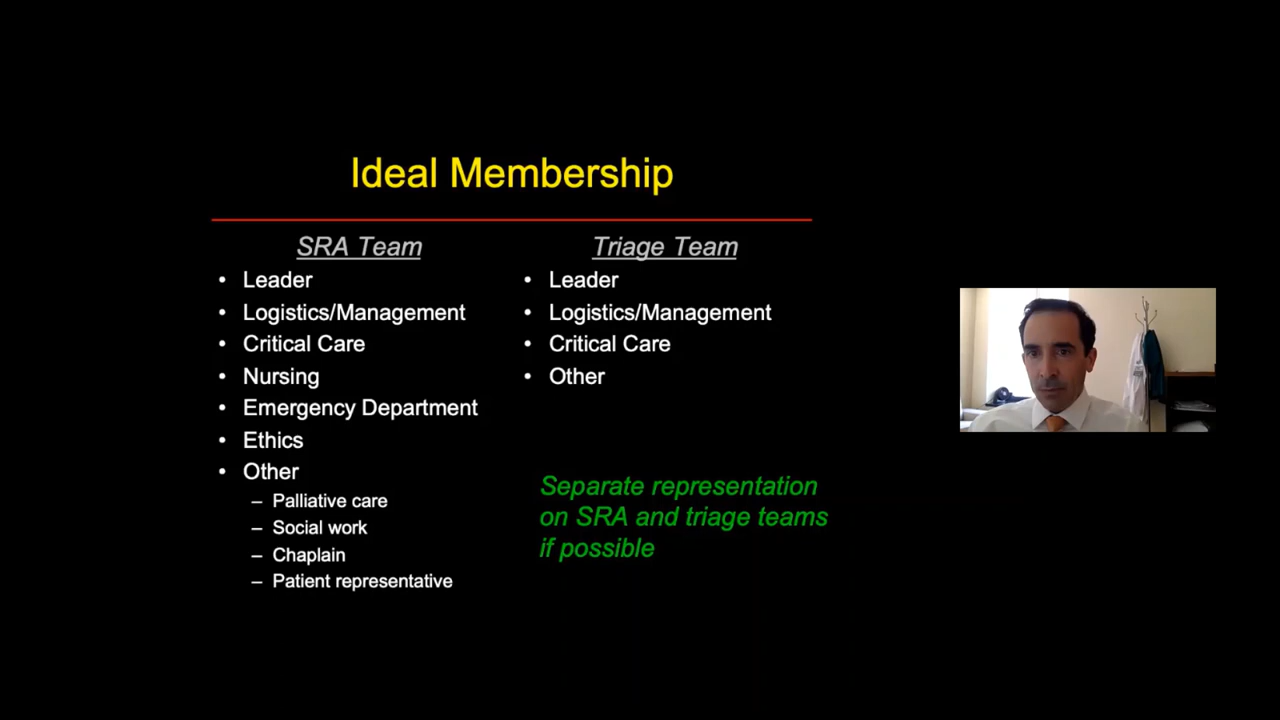 Ideal Membership
SRA Team
• Leader
• Logistics/Management
• Critical Care
• Nursing
• Emergency Department
• Ethics
• Other
– Palliative care
– Social work
– Chaplain
– Patient representative
Triage Team
• Leader
• Logistics/Management
• Critical Care
• Other
Separate representation
on SRA and triage teams
if possible